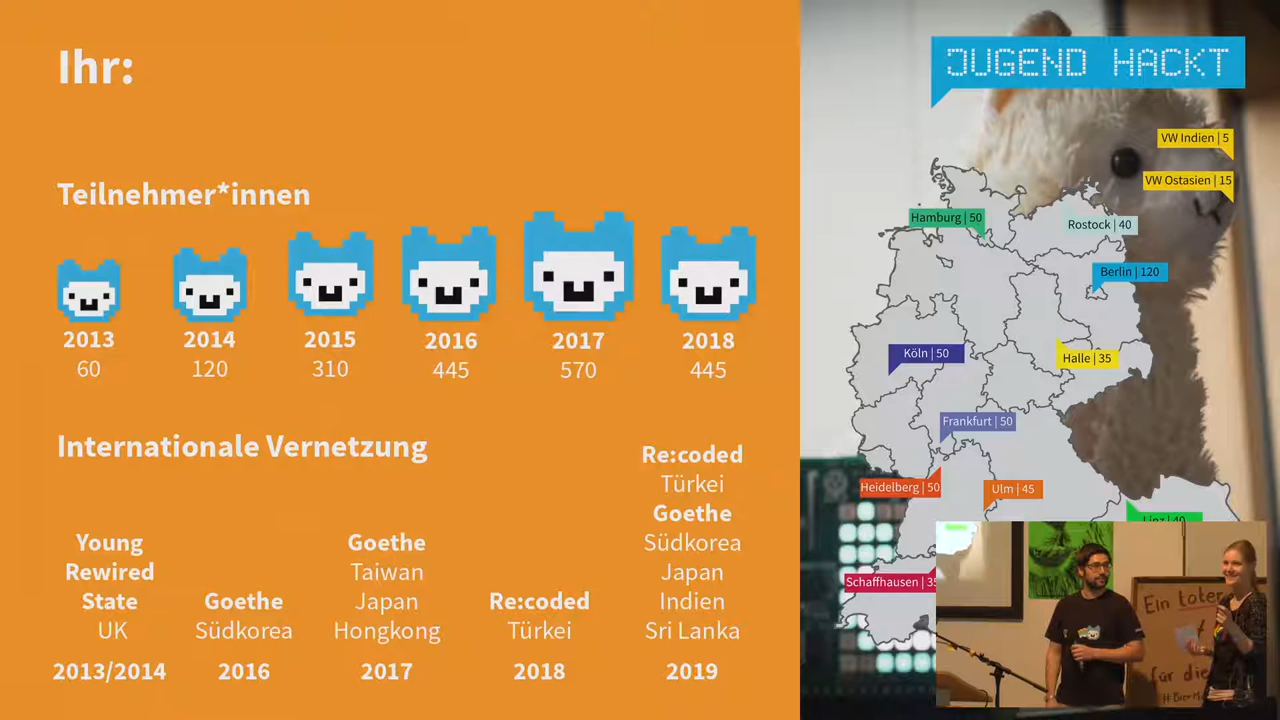 Ihr:
Teilnehmer*innen
2013
60
2014
120
2015
310
2016
445
2017
570
2018
445
Internationale Vernetzung
Young
Rewired
State
UK
2013/2014
Goethe
Südkorea
2016
Goethe
Taiwan
Japan
Hongkong
2017
Re:coded
Türkei
2018
Re:coded
Türkei
Goethe
Südkorea
Japan
Indien
Sri Lanka
2019
JUGEND HACKT
VW Indien | 5
VW Ostasien | 15
Hamburg | 50
Rostock | 40
Berlin | 120
Köln | 50
Halle | 35
Frankfurt | 50
Heidelberg | 50
Ulm | 45
Linz | 40
Schaffhausen | 35
Ein toter
für die